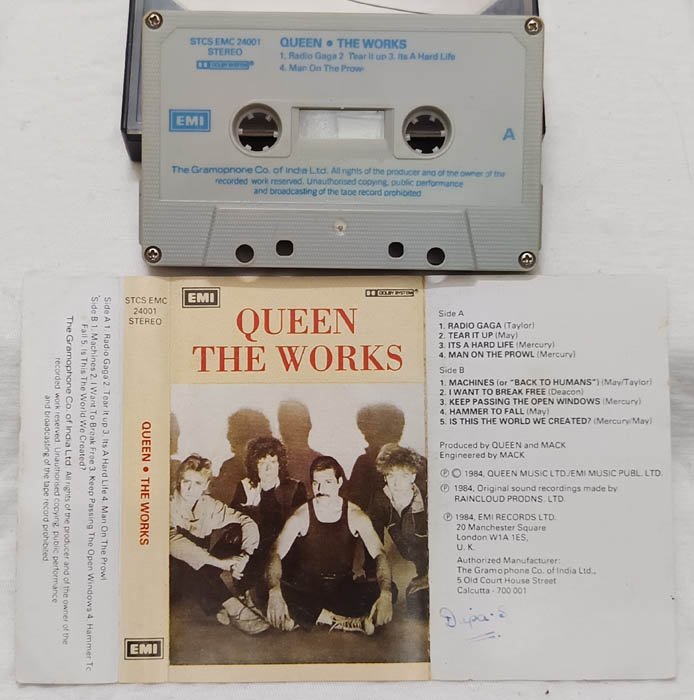 STCS EMC 24001
STEREO
DOLBY SYSTEM
QUEEN • THE WORKS
1. Radio Gaga 2 Tear It up 3. Its A Hard Life
4. Man On The Prowl
EMI
A
The Gramophone Co. of India Ltd. All rights of the producer and of the owner of the
recorded work reserved. Unauthorised copying, public performance
and broadcasting of the tape record prohibited
Side A 1. Radio Gaga 2 Tear It up 3. Its A Hard Life 4. Man On The Prowl
Side B 1. Machines 2. I Want To Break Free 3. Keep Passing The Open Windows 4. Hammer To
Fall 5. Is This The World We Created?
The Gramophone Co. of India Ltd. All rights of the producer and of the owner of the
recorded work reserved. Unauthorised copying, public performance
and broadcasting of the tape record prohibited
STCS EMC
24001
STEREO
QUEEN • THE WORKS
EMI
EMI
DOLBY SYSTEM
QUEEN
THE WORKS
Side A
1. RADIO GAGA (Taylor)
2. TEAR IT UP (May)
3. ITS A HARD LIFE (Mercury)
4. MAN ON THE PROWL (Mercury)
Side B
1. MACHINES (or "BACK TO HUMANS") (May/Taylor)
2. I WANT TO BREAK FREE (Deacon)
3. KEEP PASSING THE OPEN WINDOWS (Mercury)
4. HAMMER TO FALL (May)
5. IS THIS THE WORLD WE CREATED? (Mercury/May)
Produced by QUEEN and MACK
Engineered by MACK
Ⓟ © 1984, QUEEN MUSIC LTD./EMI MUSIC PUBL. LTD.
Ⓟ 1984, Original sound recordings made by
RAINCLOUD PRODNS. LTD.
Ⓟ 1984, EMI RECORDS LTD.
20 Manchester Square
London W1A 1ES,
U. K.
Authorized Manufacturer:
The Gramophone Co. of India Ltd.,
5 Old Court House Street
Calcutta - 700 001